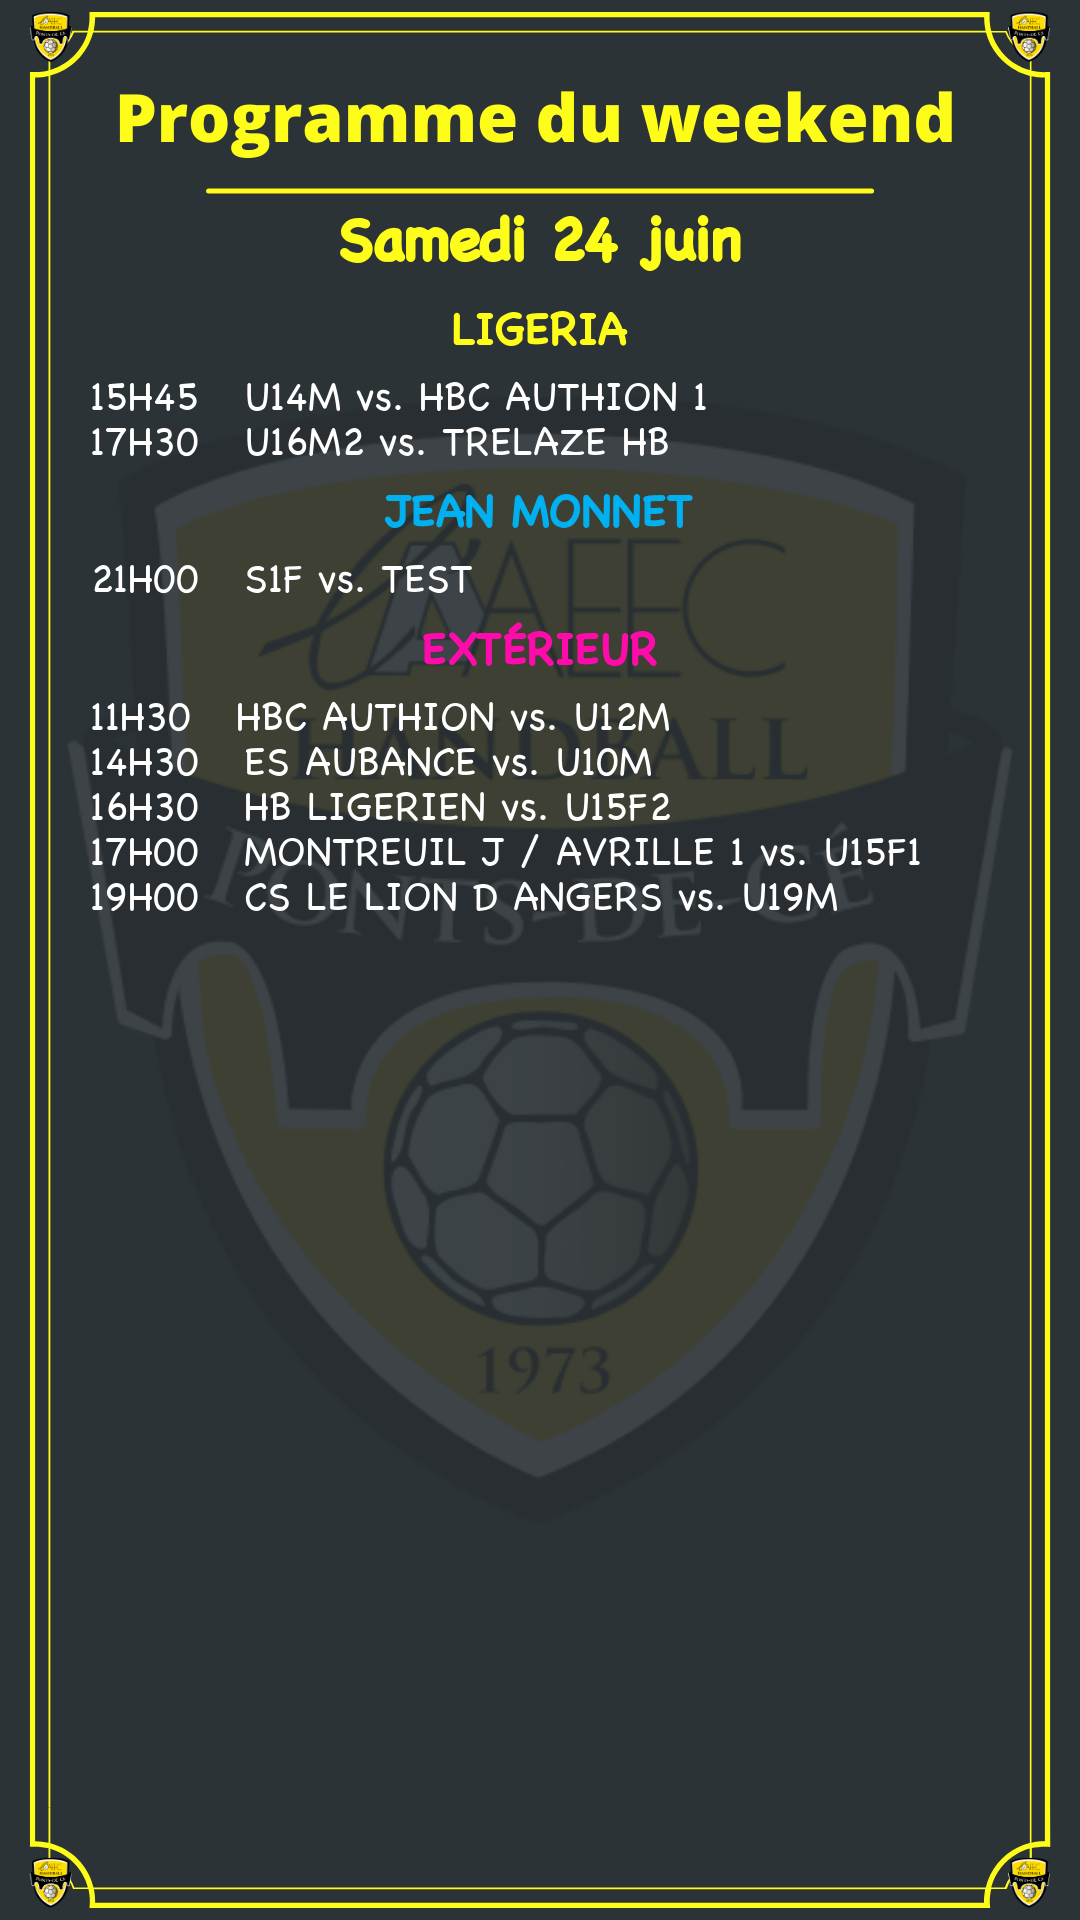 Programme du weekend
Samedi 24 juin
LIGERIA
15H45 U14M vs. HBC AUTHION 1
17H30 U16M2 vs. TRELAZE HB
JEAN MONNET
21H00 S1F vs. TEST
EXTÉRIEUR
11H30 HBC AUTHION vs. U12M
14H30 ES AUBANCE vs. U10M
16H30 HB LIGERIEN vs. U15F2
17H00 MONTREUIL J / AVRILLE 1 vs. U15F1
19H00 CS LE LION D ANGERS vs. U19M
AAEEC
HANDBALL
PONTS-DE-CÉ
1973